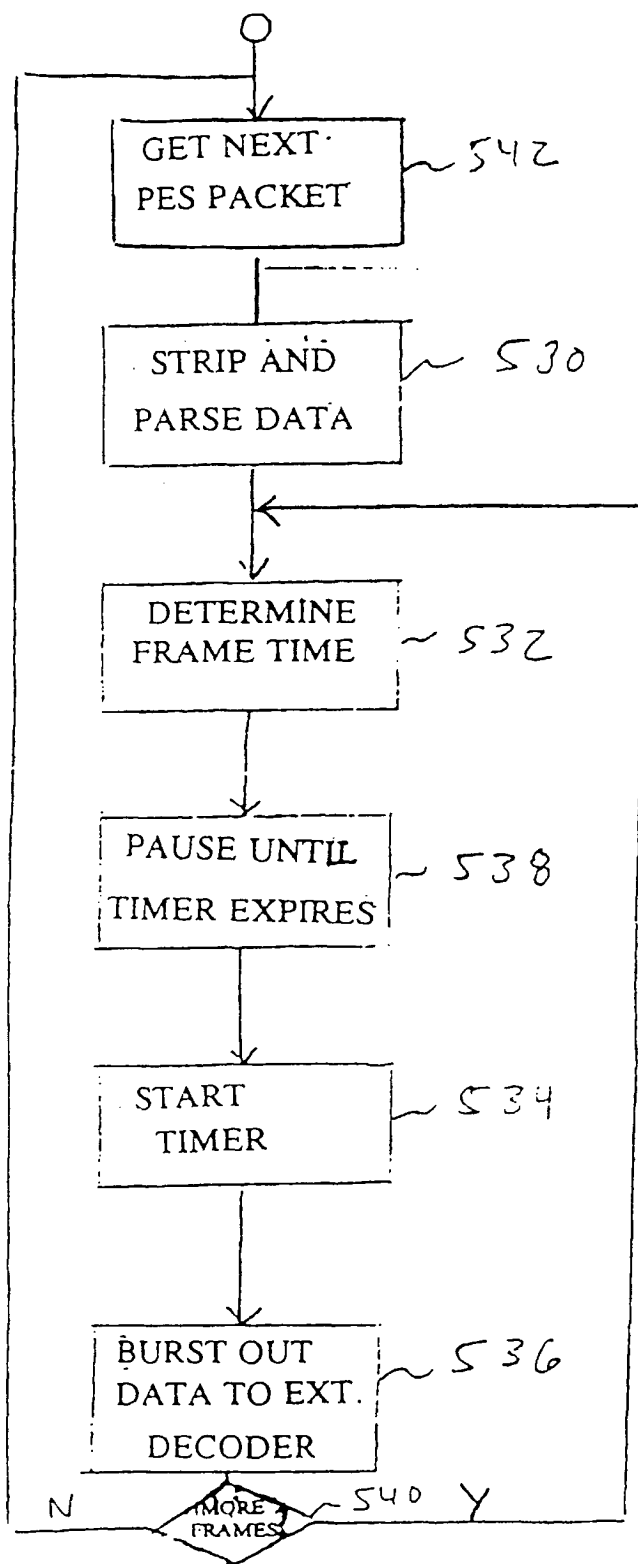 GET NEXT
PES PACKET
542
STRIP AND
PARSE DATA
530
DETERMINE
FRAME TIME
532
PAUSE UNTIL
TIMER EXPIRES
538
START
TIMER
534
BURST OUT
DATA TO EXT.
DECODER
536
N
MORE
FRAMES
540
Y